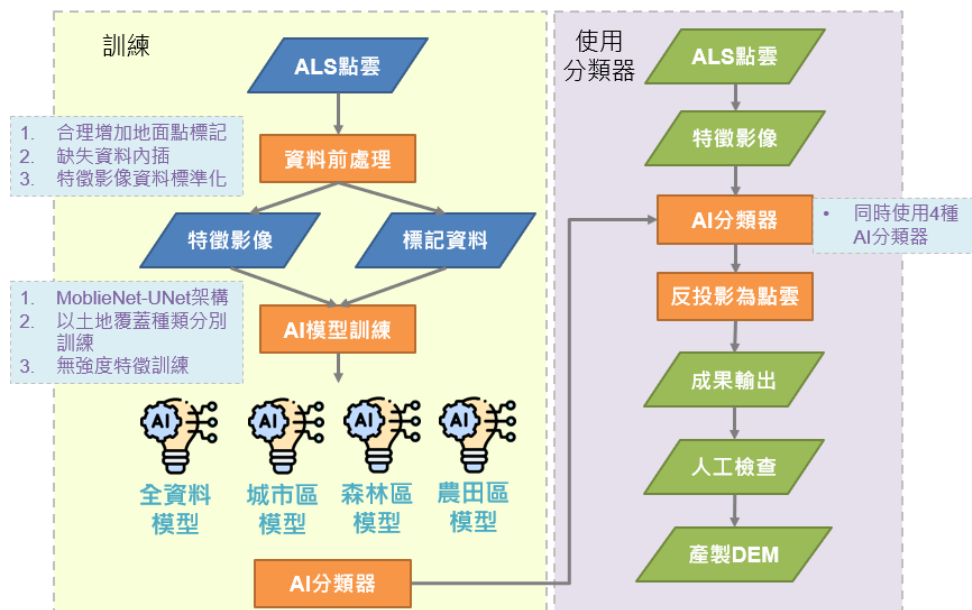 訓練
ALS點雲
1. 合理增加地面點標記
2. 缺失資料內插
3. 特徵影像資料標準化
資料前處理
特徵影像
標記資料
1. MoblieNet-UNet架構
2. 以土地覆蓋種類分別
訓練
3. 無強度特徵訓練
AI模型訓練
AI
AI
AI
AI
全資料
模型
城市區
模型
森林區
模型
農田區
模型
AI分類器
使用
分類器
ALS點雲
特徵影像
AI分類器
• 同時使用4種
AI分類器
反投影為點雲
成果輸出
人工檢查
產製DEM